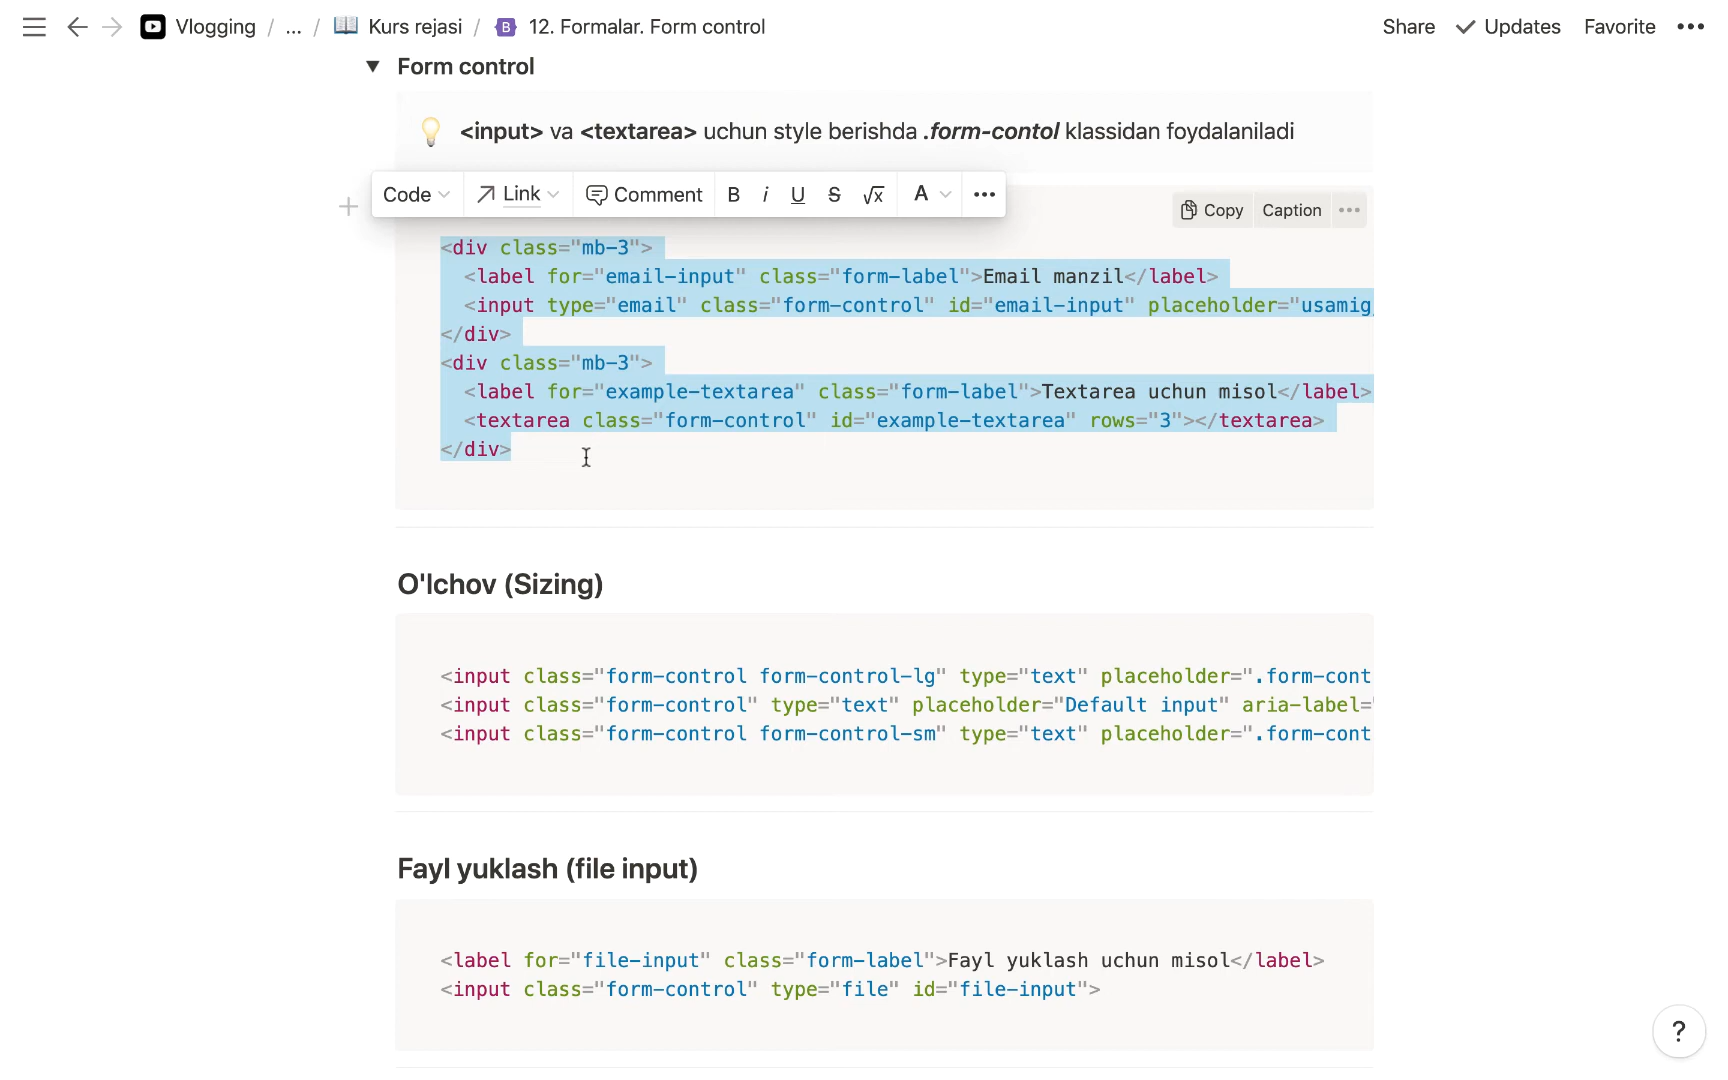 Vlogging / ... / Kurs rejasi / B 12. Formalar. Form control Share Updates Favorite •••
Form control
<input> va <textarea> uchun style berishda .form-contol klassidan foydalaniladi
Code Link Comment B i U S √x A •••
Copy Caption •••
<div class="mb-3">
<label for="email-input" class="form-label">Email manzil</label>
<input type="email" class="form-control" id="email-input" placeholder="usamig
</div>
<div class="mb-3">
<label for="example-textarea" class="form-label">Textarea uchun misol</label>
<textarea class="form-control" id="example-textarea" rows="3"></textarea>
</div>
O'lchov (Sizing)
<input class="form-control form-control-lg" type="text" placeholder=".form-cont
<input class="form-control" type="text" placeholder="Default input" aria-label="
<input class="form-control form-control-sm" type="text" placeholder=".form-cont
Fayl yuklash (file input)
<label for="file-input" class="form-label">Fayl yuklash uchun misol</label>
<input class="form-control" type="file" id="file-input">
?